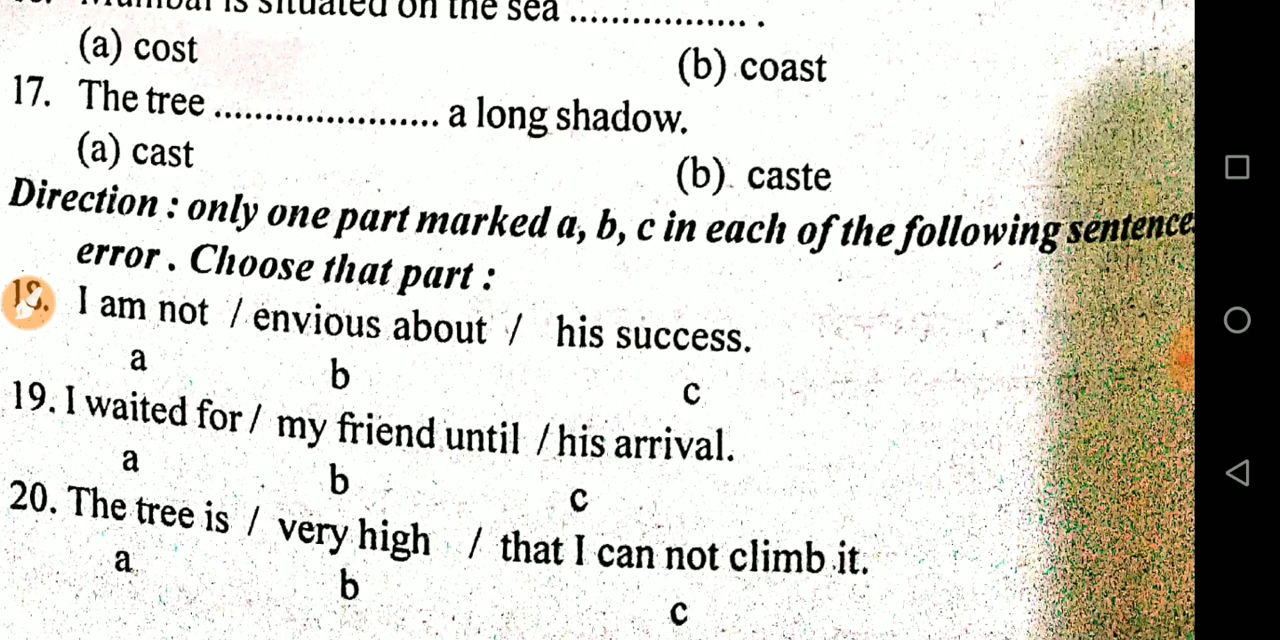 is situated on the sea .................. .
(a) cost (b) coast
17. The tree ...................... a long shadow.
(a) cast (b) caste
Direction : only one part marked a, b, c in each of the following sentence
error . Choose that part :
I am not / envious about / his success.
a b c
19. I waited for / my friend until / his arrival.
a b c
20. The tree is / very high / that I can not climb it.
a b c